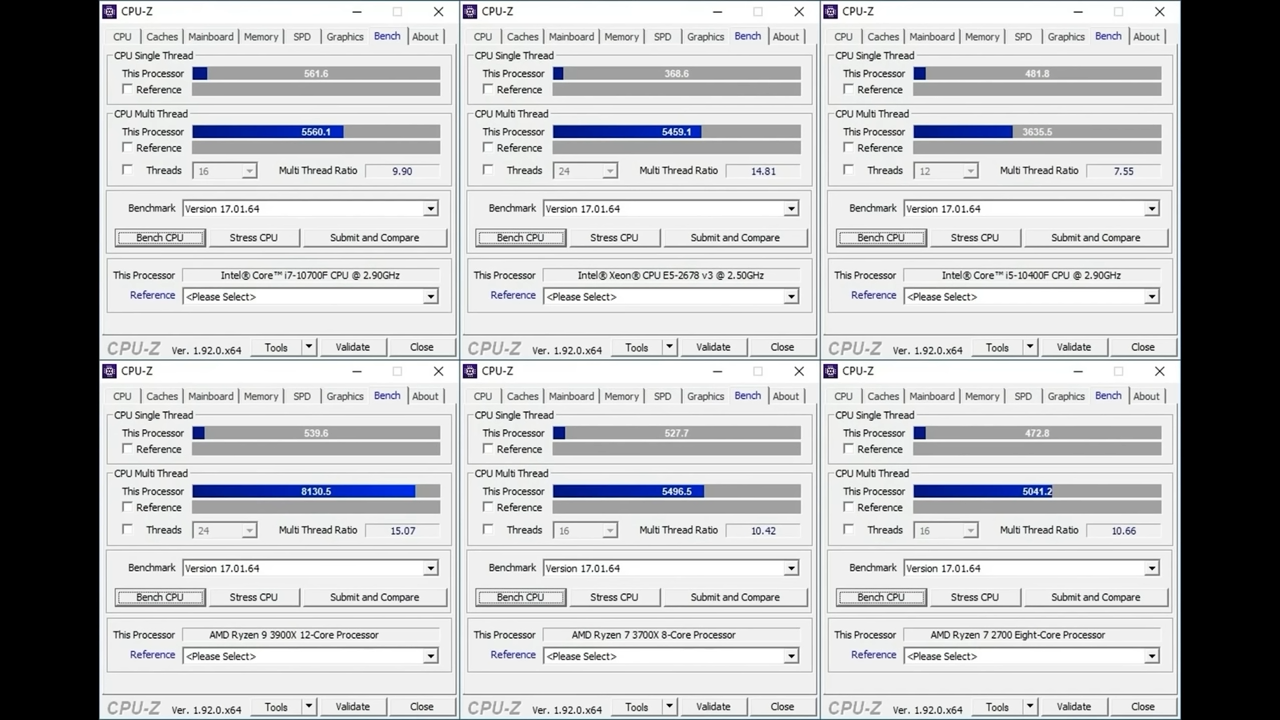 CPU-Z
CPU Caches Mainboard Memory SPD Graphics Bench About
CPU Single Thread
This Processor 561.6
Reference
CPU Multi Thread
This Processor 5560.1
Reference
Threads 16 Multi Thread Ratio 9.90
Benchmark Version 17.01.64
Bench CPU Stress CPU Submit and Compare
This Processor Intel® Core™ i7-10700F CPU @ 2.90GHz
Reference <Please Select>
CPU-Z Ver. 1.92.0.x64 Tools Validate Close
CPU-Z
CPU Caches Mainboard Memory SPD Graphics Bench About
CPU Single Thread
This Processor 368.6
Reference
CPU Multi Thread
This Processor 5459.1
Reference
Threads 24 Multi Thread Ratio 14.81
Benchmark Version 17.01.64
Bench CPU Stress CPU Submit and Compare
This Processor Intel® Xeon® CPU E5-2678 v3 @ 2.50GHz
Reference <Please Select>
CPU-Z Ver. 1.92.0.x64 Tools Validate Close
CPU-Z
CPU Caches Mainboard Memory SPD Graphics Bench About
CPU Single Thread
This Processor 481.8
Reference
CPU Multi Thread
This Processor 3635.5
Reference
Threads 12 Multi Thread Ratio 7.55
Benchmark Version 17.01.64
Bench CPU Stress CPU Submit and Compare
This Processor Intel® Core™ i5-10400F CPU @ 2.90GHz
Reference <Please Select>
CPU-Z Ver. 1.92.0.x64 Tools Validate Close
CPU-Z
CPU Caches Mainboard Memory SPD Graphics Bench About
CPU Single Thread
This Processor 539.6
Reference
CPU Multi Thread
This Processor 8130.5
Reference
Threads 24 Multi Thread Ratio 15.07
Benchmark Version 17.01.64
Bench CPU Stress CPU Submit and Compare
This Processor AMD Ryzen 9 3900X 12-Core Processor
Reference <Please Select>
CPU-Z Ver. 1.92.0.x64 Tools Validate Close
CPU-Z
CPU Caches Mainboard Memory SPD Graphics Bench About
CPU Single Thread
This Processor 527.7
Reference
CPU Multi Thread
This Processor 5496.5
Reference
Threads 16 Multi Thread Ratio 10.42
Benchmark Version 17.01.64
Bench CPU Stress CPU Submit and Compare
This Processor AMD Ryzen 7 3700X 8-Core Processor
Reference <Please Select>
CPU-Z Ver. 1.92.0.x64 Tools Validate Close
CPU-Z
CPU Caches Mainboard Memory SPD Graphics Bench About
CPU Single Thread
This Processor 472.8
Reference
CPU Multi Thread
This Processor 5041.2
Reference
Threads 16 Multi Thread Ratio 10.66
Benchmark Version 17.01.64
Bench CPU Stress CPU Submit and Compare
This Processor AMD Ryzen 7 2700 Eight-Core Processor
Reference <Please Select>
CPU-Z Ver. 1.92.0.x64 Tools Validate Close